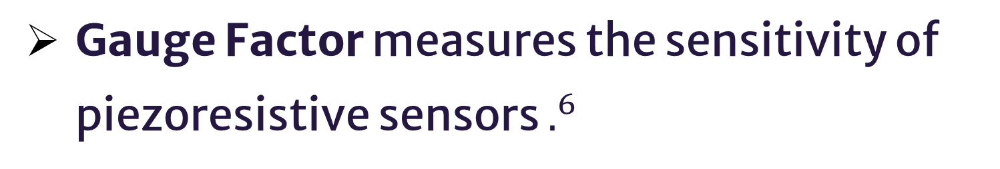 ➢ Gauge Factor measures the sensitivity of
piezoresistive sensors .⁶